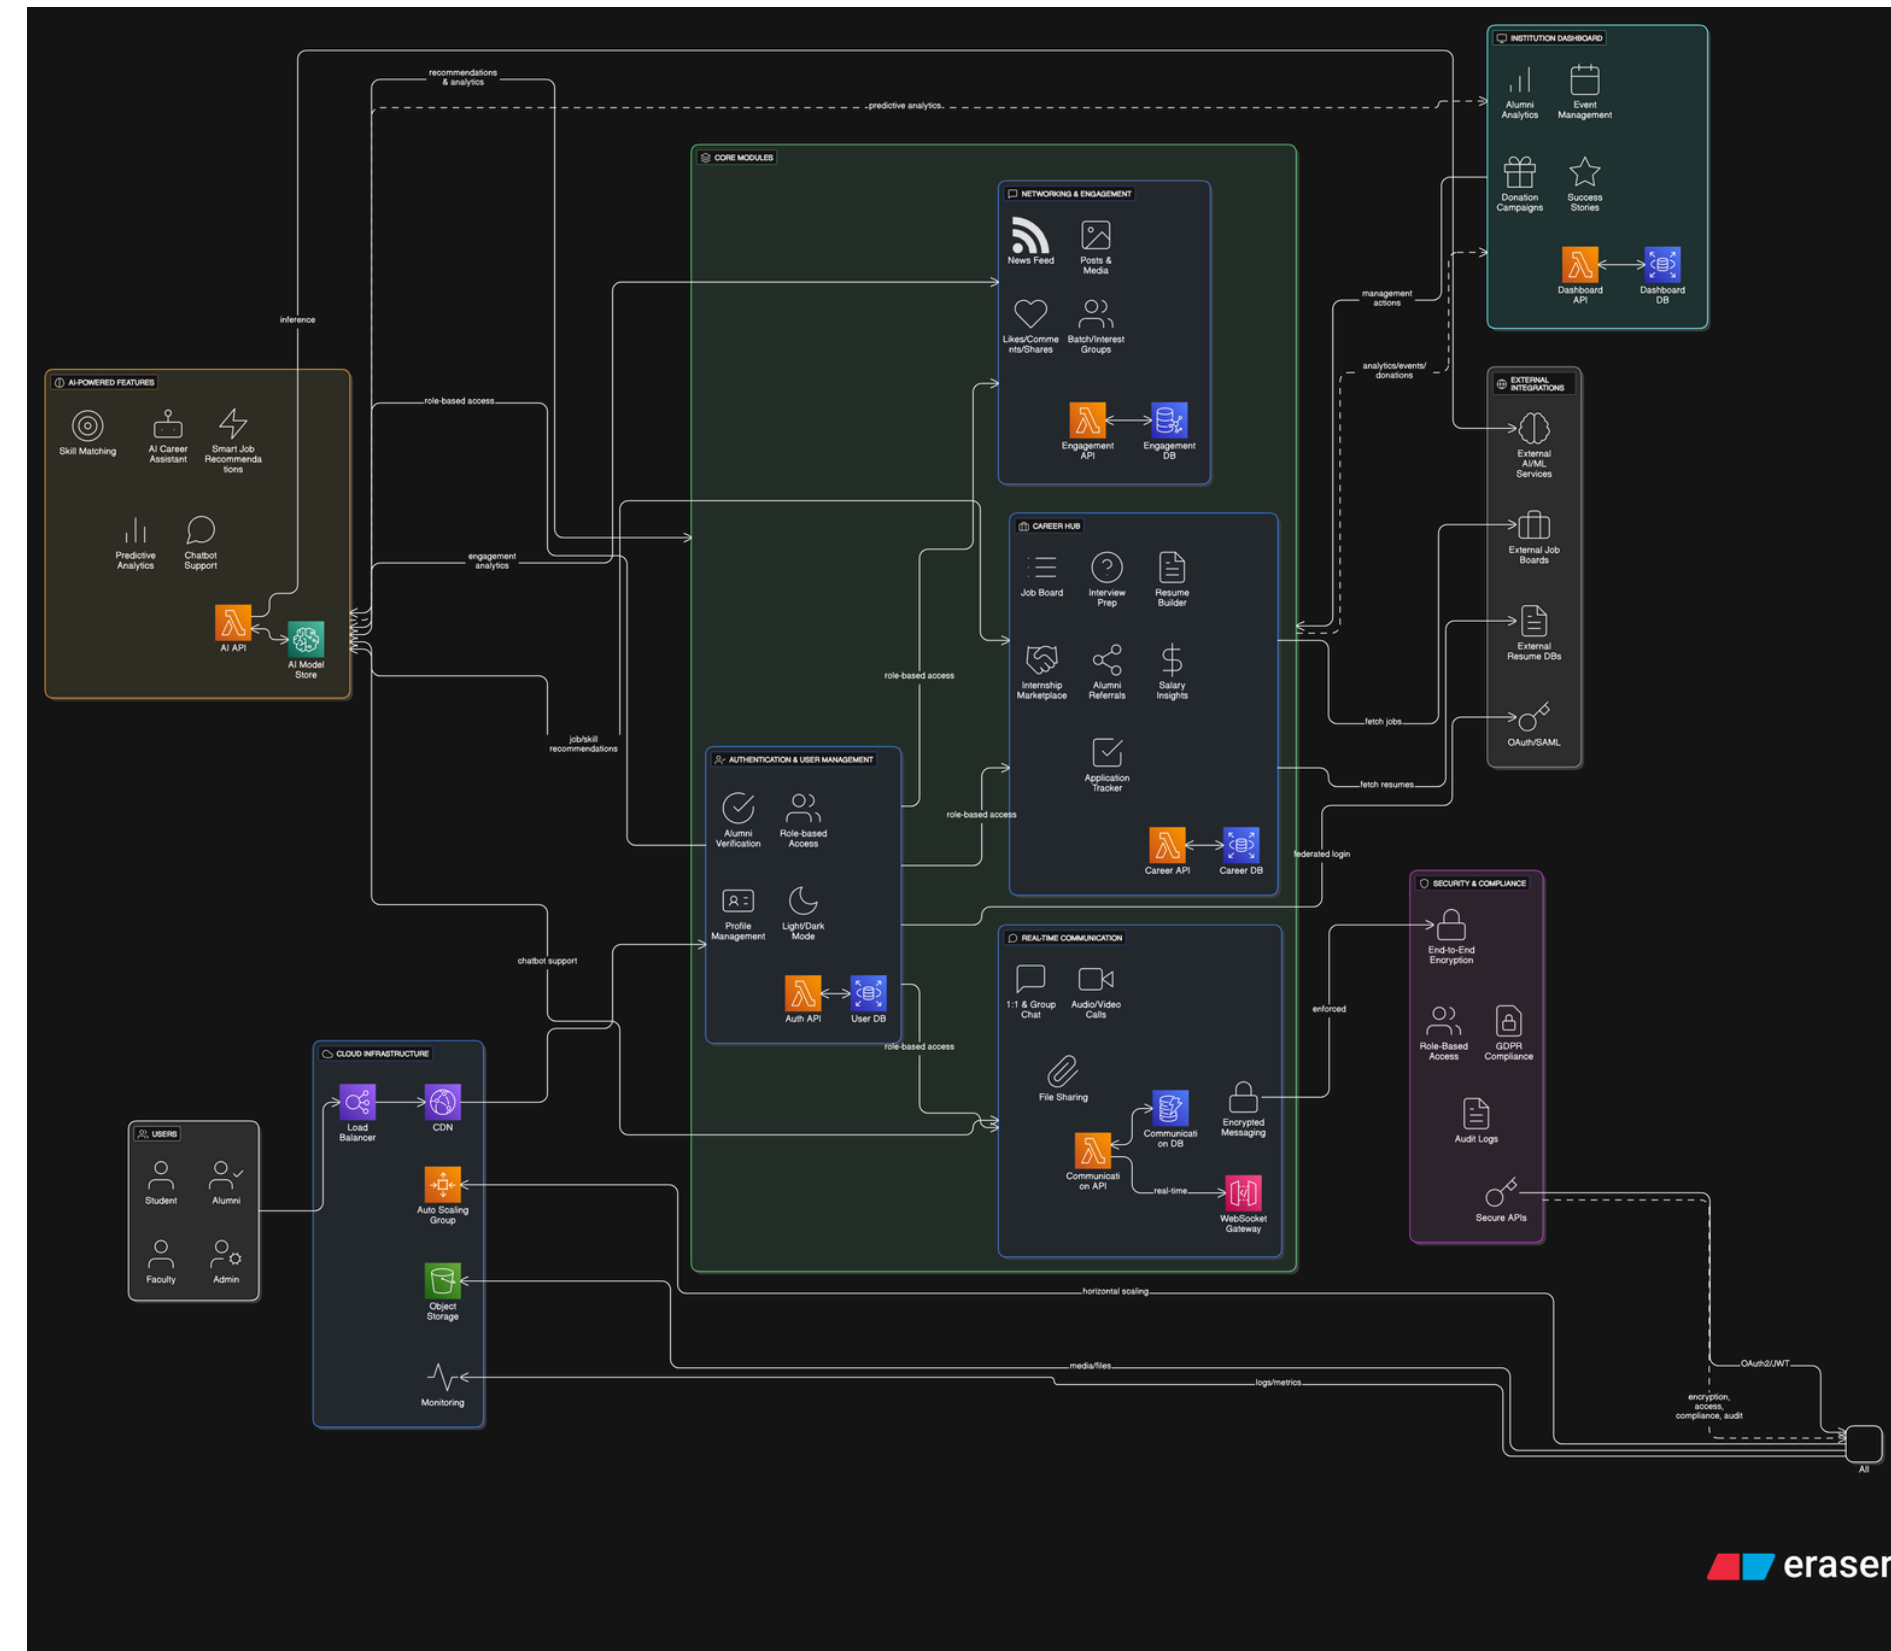 INSTITUTION DASHBOARD
Alumni
Analytics
Event
Management
Donation
Campaigns
Success
Stories
Dashboard
API
Dashboard
DB
recommendations
& analytics
predictive analytics
CORE MODULES
NETWORKING & ENGAGEMENT
News Feed
Posts &
Media
Likes/Comme
nts/Shares
Batch/Interest
Groups
Engagement
API
Engagement
DB
management
actions
analytics/events/
donations
inference
AI-POWERED FEATURES
Skill Matching
AI Career
Assistant
Smart Job
Recommenda
tions
Predictive
Analytics
Chatbot
Support
AI API
AI Model
Store
role-based access
engagement
analytics
job/skill
recommendations
EXTERNAL
INTEGRATIONS
External
AI/ML
Services
External Job
Boards
External
Resume DBs
OAuth/SAML
CAREER HUB
Job Board
Interview
Prep
Resume
Builder
Internship
Marketplace
Alumni
Referrals
Salary
Insights
Application
Tracker
Career API
Career DB
role-based access
role-based access
fetch jobs
fetch resumes
federated login
AUTHENTICATION & USER MANAGEMENT
Alumni
Verification
Role-based
Access
Profile
Management
Light/Dark
Mode
Auth API
User DB
role-based access
chatbot support
REAL-TIME COMMUNICATION
1:1 & Group
Chat
Audio/Video
Calls
File Sharing
Communicati
on DB
Encrypted
Messaging
Communicati
on API
real-time
WebSocket
Gateway
enforced
SECURITY & COMPLIANCE
End-to-End
Encryption
Role-Based
Access
GDPR
Compliance
Audit Logs
Secure APIs
CLOUD INFRASTRUCTURE
Load
Balancer
CDN
Auto Scaling
Group
Object
Storage
Monitoring
USERS
Student
Alumni
Faculty
Admin
horizontal scaling
media/files
logs/metrics
OAuth2/JWT
encryption,
access,
compliance, audit
All
eraser